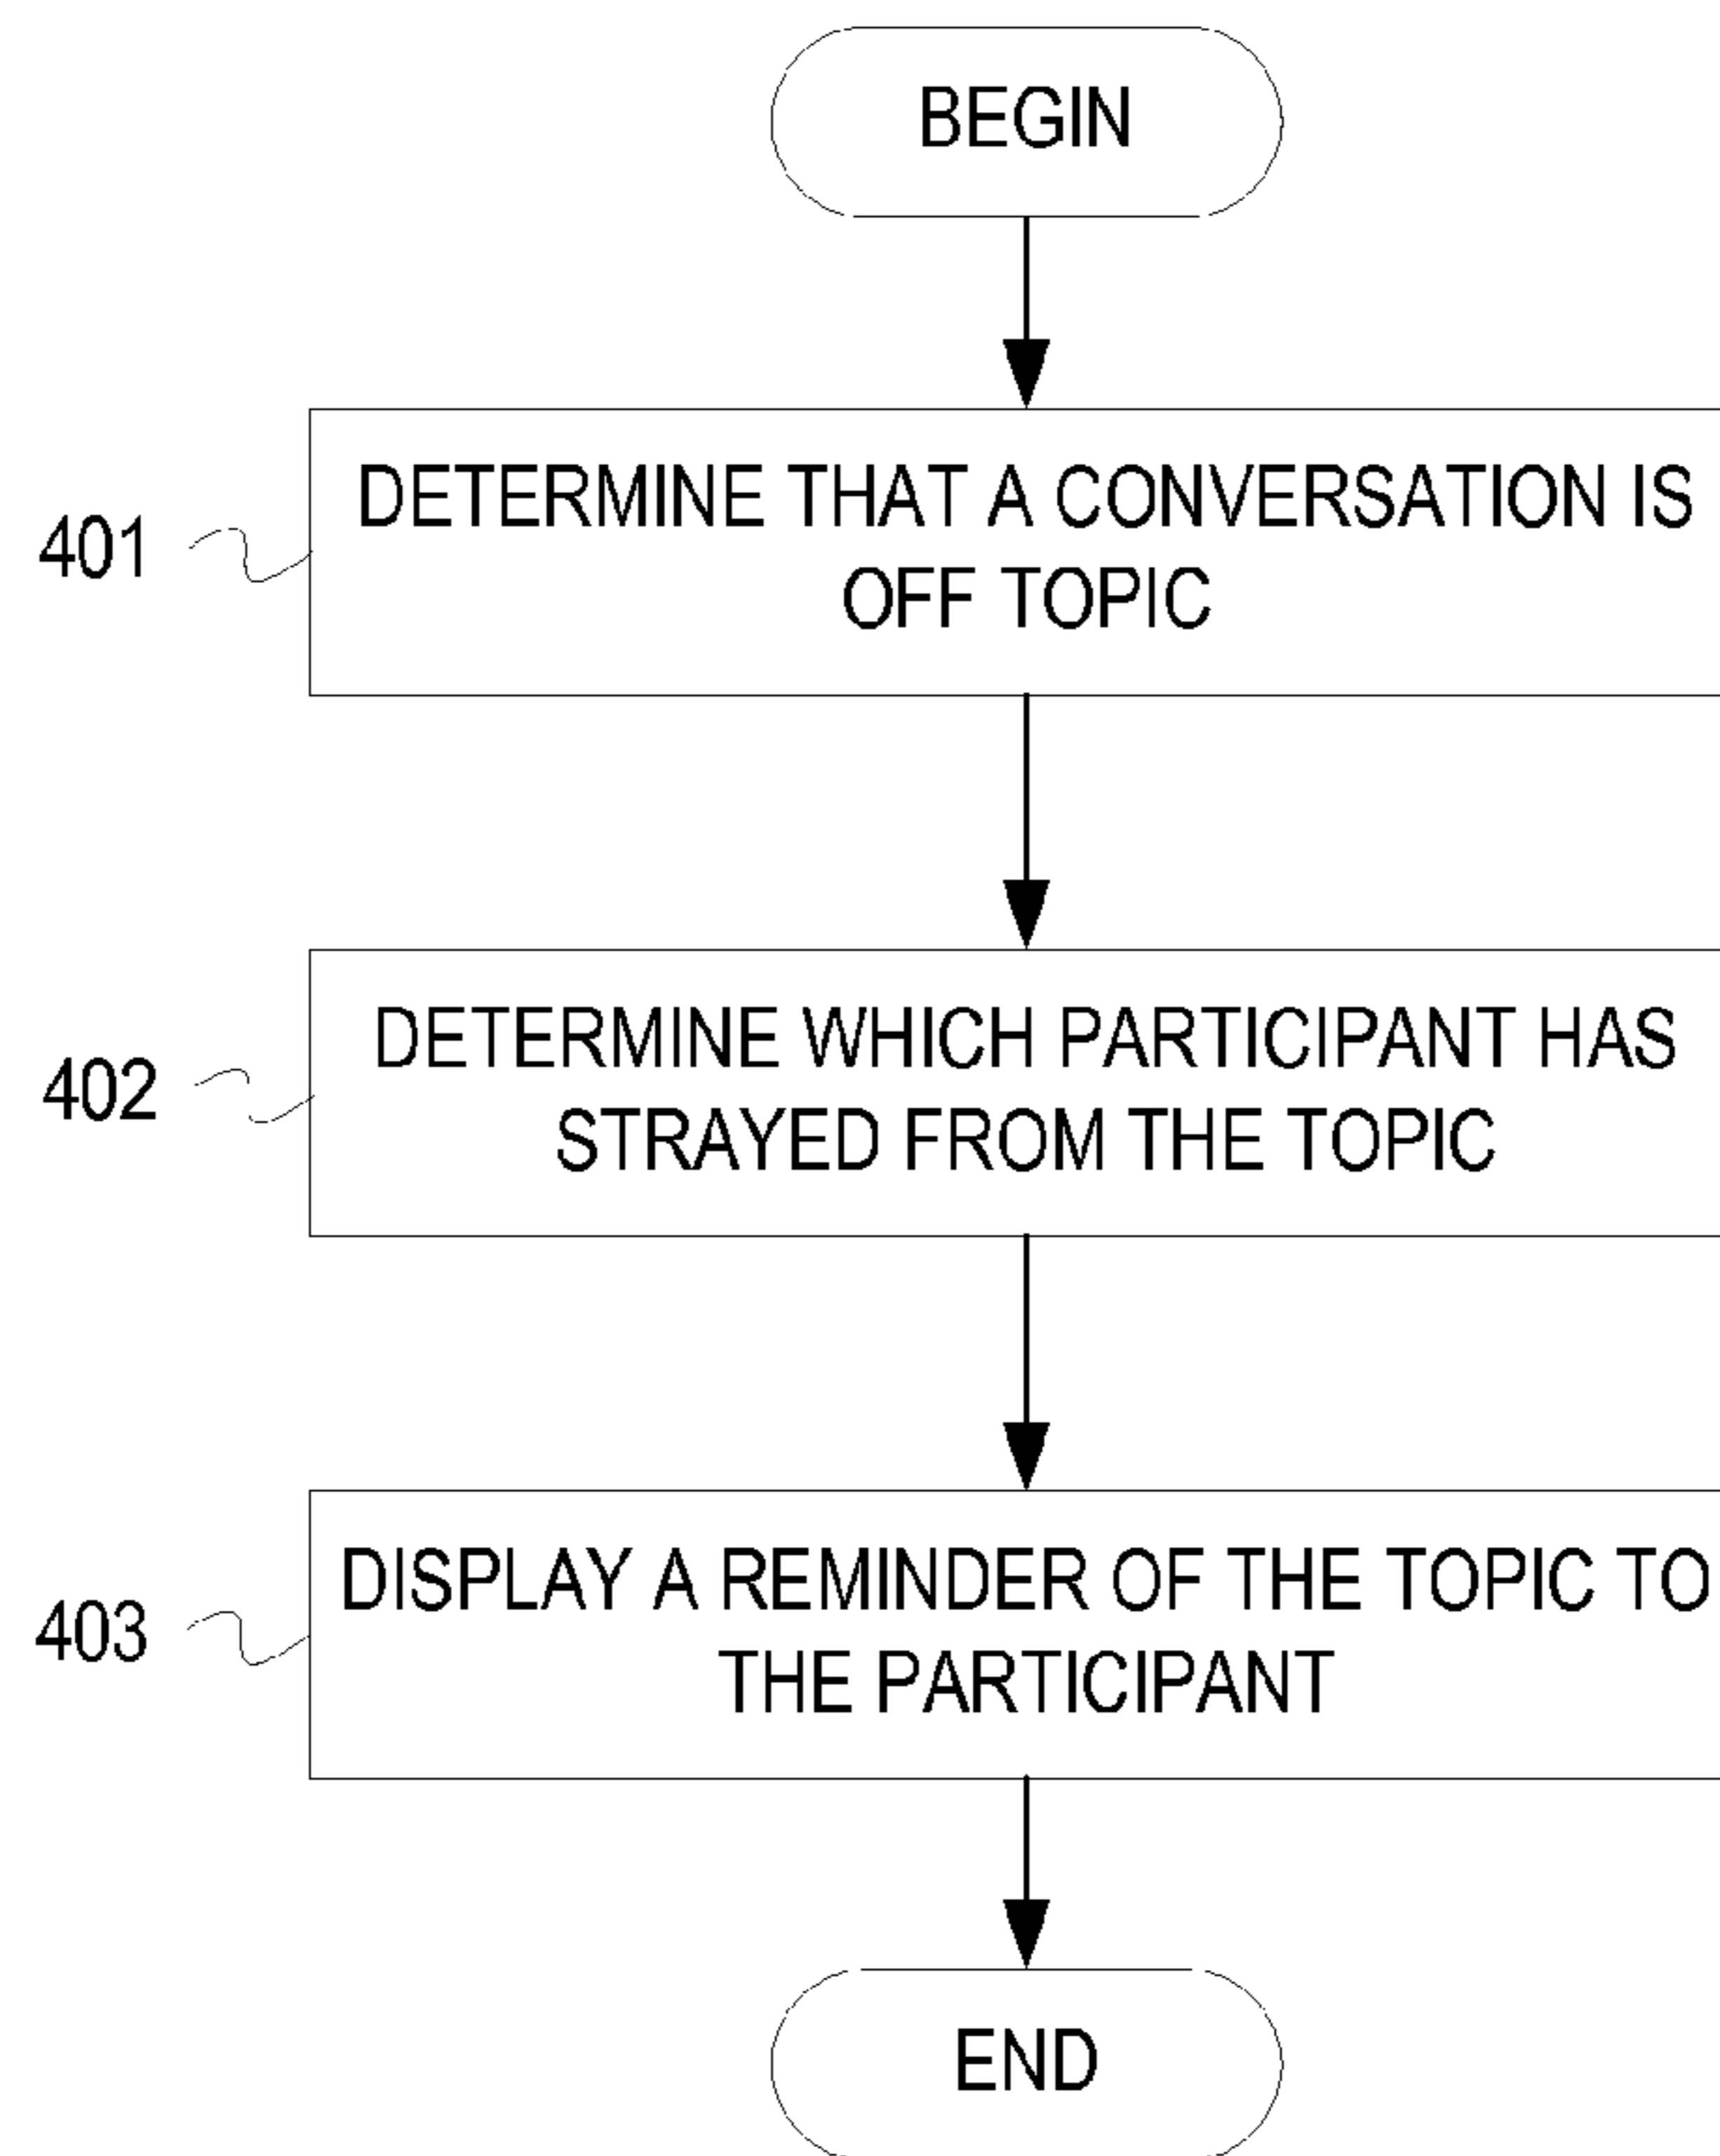 BEGIN
401
DETERMINE THAT A CONVERSATION IS
OFF TOPIC
402
DETERMINE WHICH PARTICIPANT HAS
STRAYED FROM THE TOPIC
403
DISPLAY A REMINDER OF THE TOPIC TO
THE PARTICIPANT
END